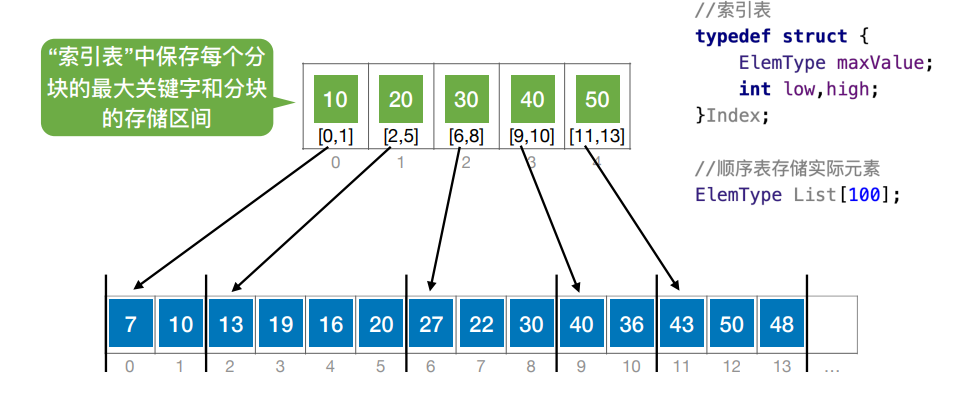 “索引表”中保存每个分
块的最大关键字和分块
的存储区间
10 20 30 40 50
[0,1] [2,5] [6,8] [9,10] [11,13]
0 1 2 3 4
//索引表
typedef struct {
ElemType maxValue;
int low,high;
}Index;
//顺序表存储实际元素
ElemType List[100];
7 10 13 19 16 20 27 22 30 40 36 43 50 48
0 1 2 3 4 5 6 7 8 9 10 11 12 13 ...